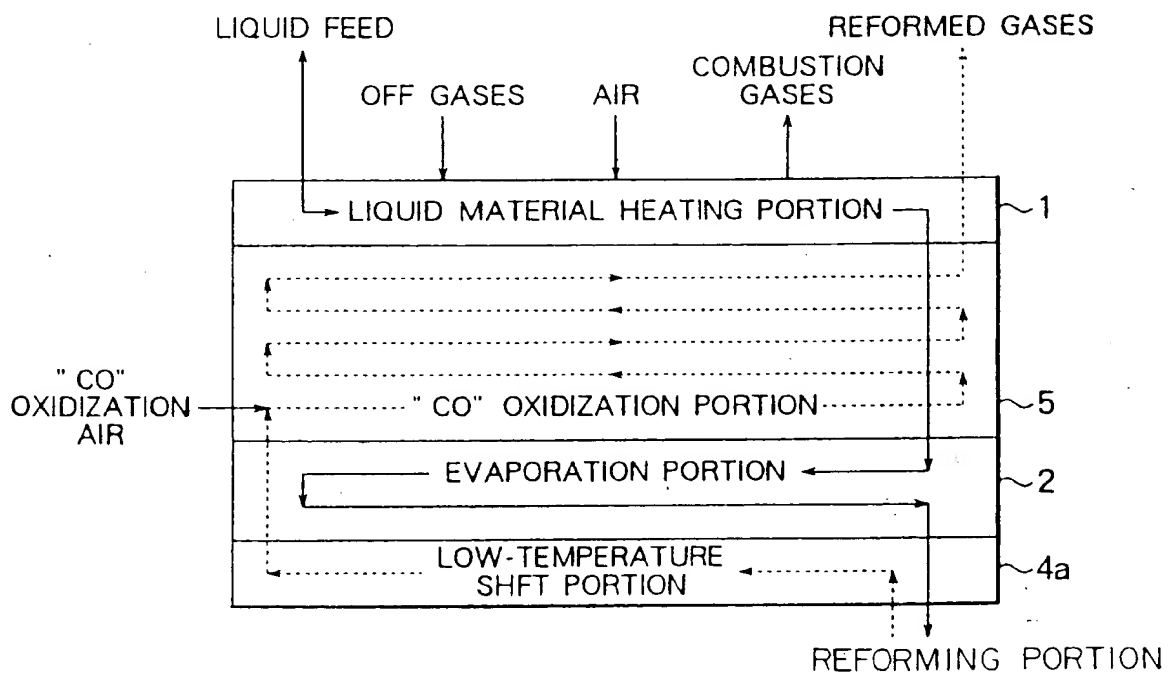 LIQUID FEED
REFORMED GASES
OFF GASES
AIR
COMBUSTION
GASES
LIQUID MATERIAL HEATING PORTION
1
" CO"
OXIDIZATION
AIR
" CO" OXIDIZATION PORTION
5
EVAPORATION PORTION
2
LOW-TEMPERATURE
SHFT PORTION
4a
REFORMING PORTION